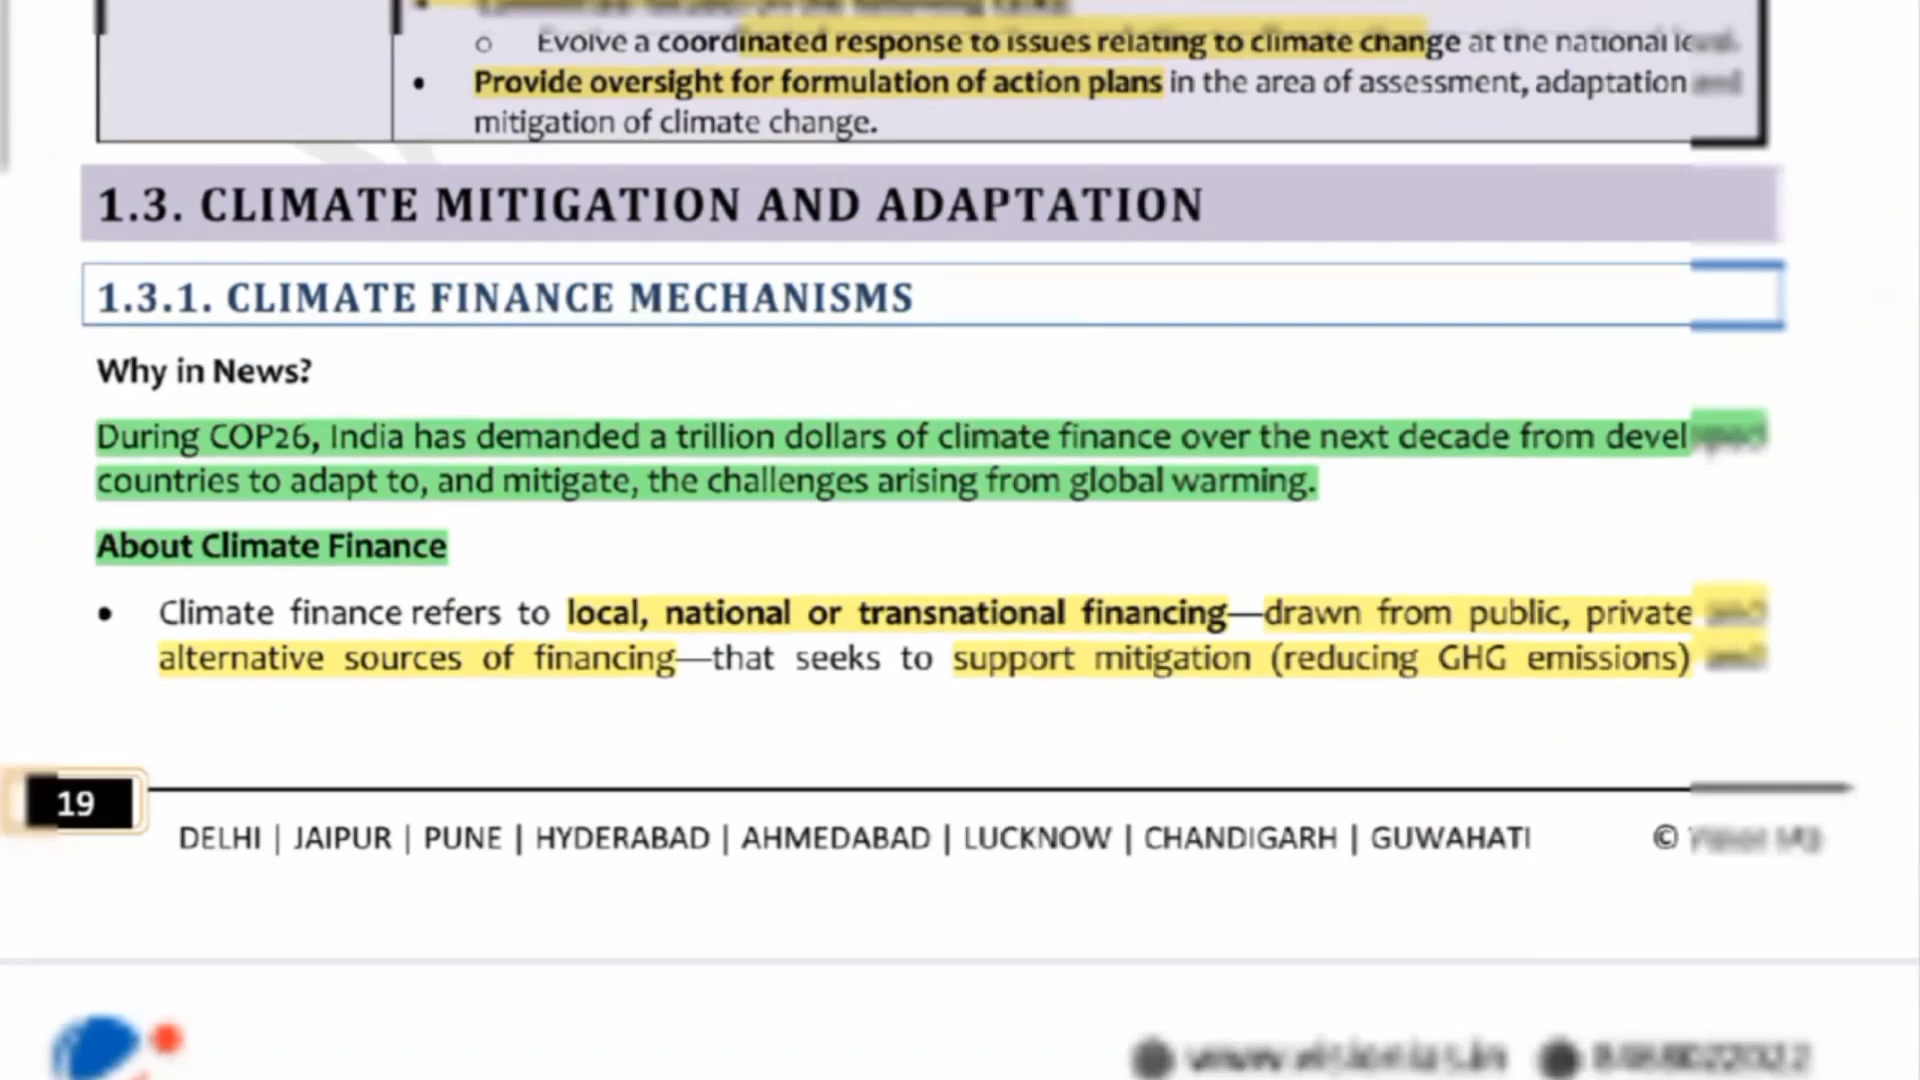 Evolve a coordinated response to issues relating to climate change at the national
Provide oversight for formulation of action plans in the area of assessment, adaptation and
mitigation of climate change.
1.3. CLIMATE MITIGATION AND ADAPTATION
1.3.1. CLIMATE FINANCE MECHANISMS
Why in News?
During COP26, India has demanded a trillion dollars of climate finance over the next decade from developed
countries to adapt to, and mitigate, the challenges arising from global warming.
About Climate Finance
• Climate finance refers to local, national or transnational financing—drawn from public, private and
alternative sources of financing—that seeks to support mitigation (reducing GHG emissions) and
19
DELHI | JAIPUR | PUNE | HYDERABAD | AHMEDABAD | LUCKNOW | CHANDIGARH | GUWAHATI ©